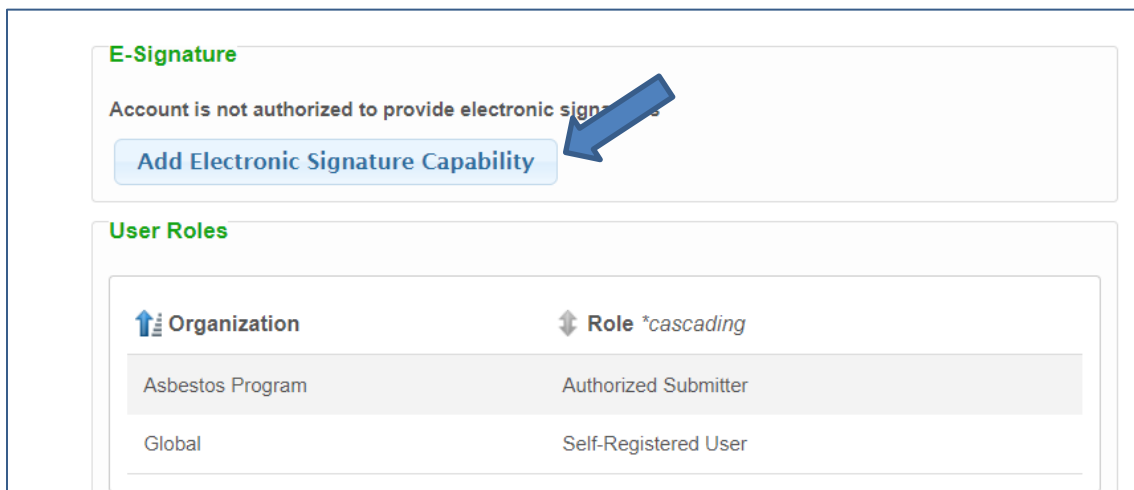 E-Signature
Account is not authorized to provide electronic
Add Electronic Signature Capability
User Roles
Organization
Role *cascading
Asbestos Program
Authorized Submitter
Global
Self-Registered User